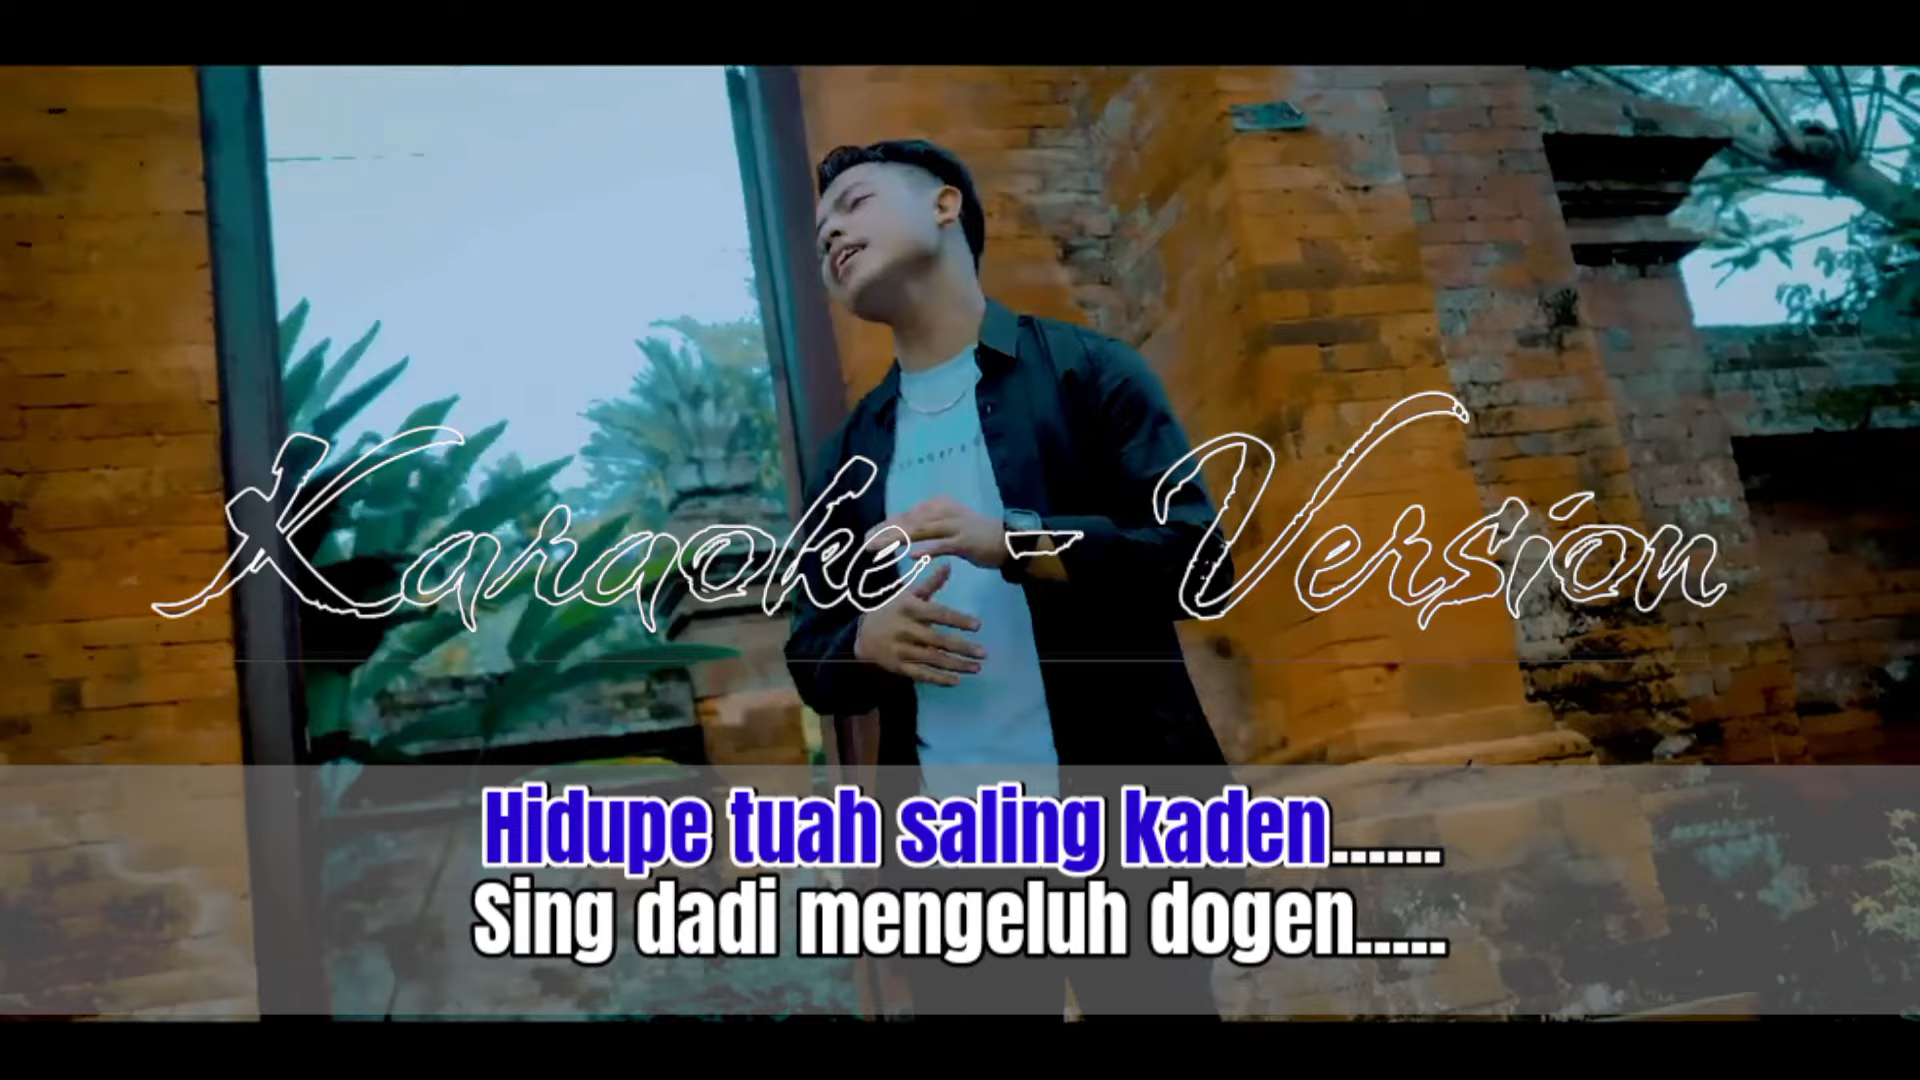 Karaoke - Version
Hidupe tuah saling kaden......
Sing dadi mengeluh dogen.....